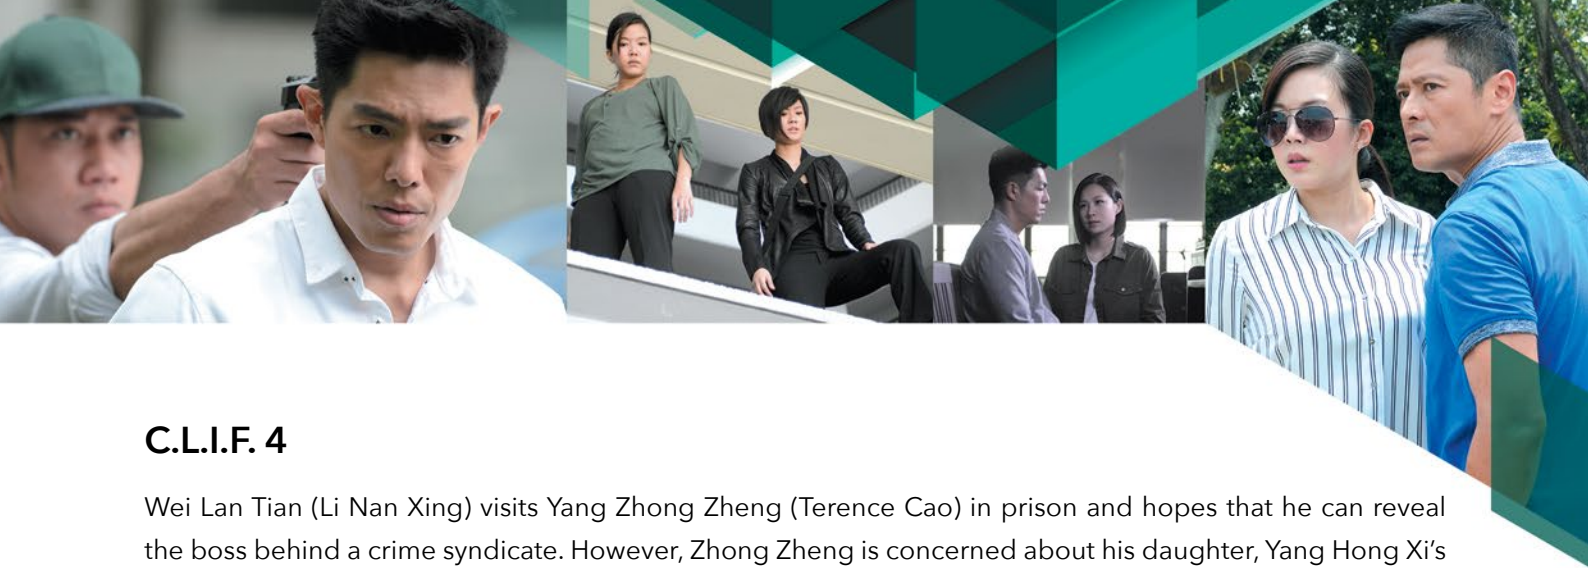 C.L.I.F. 4
Wei Lan Tian (Li Nan Xing) visits Yang Zhong Zheng (Terence Cao) in prison and hopes that he can reveal
the boss behind a crime syndicate. However, Zhong Zheng is concerned about his daughter, Yang Hong Xi’s